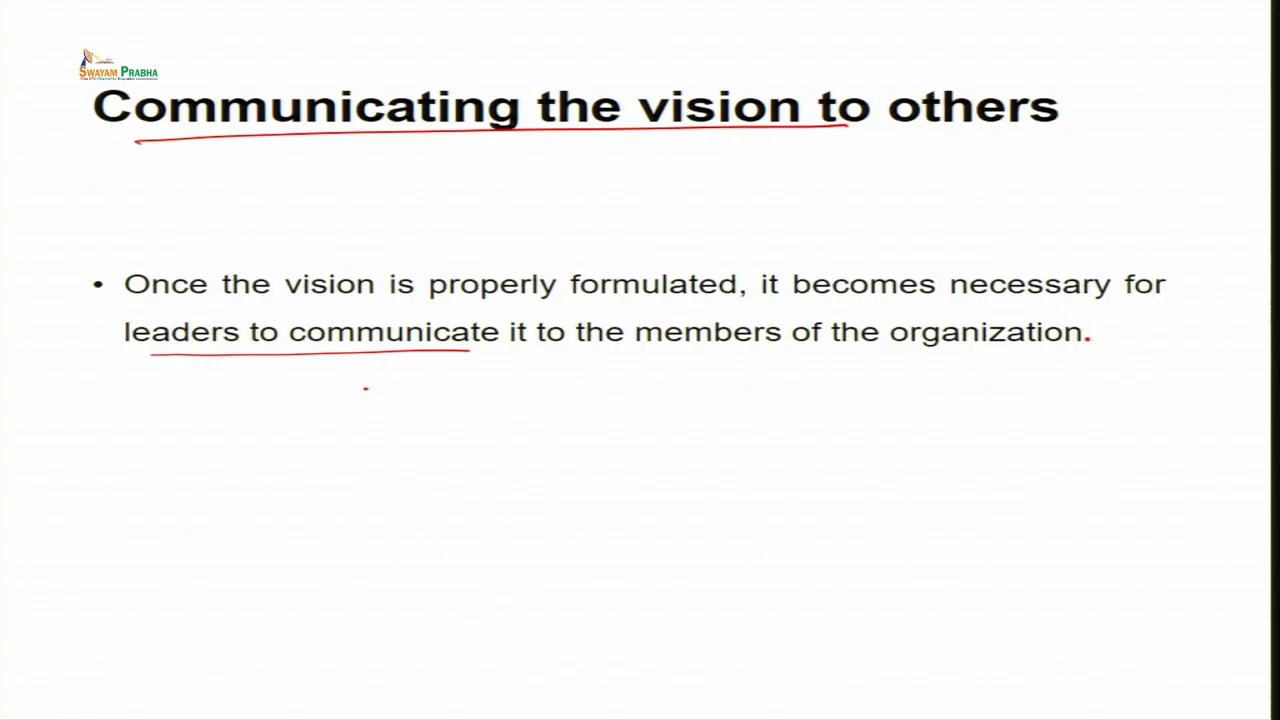 SWAYAM PRABHA
Communicating the vision to others
• Once the vision is properly formulated, it becomes necessary for
leaders to communicate it to the members of the organization.